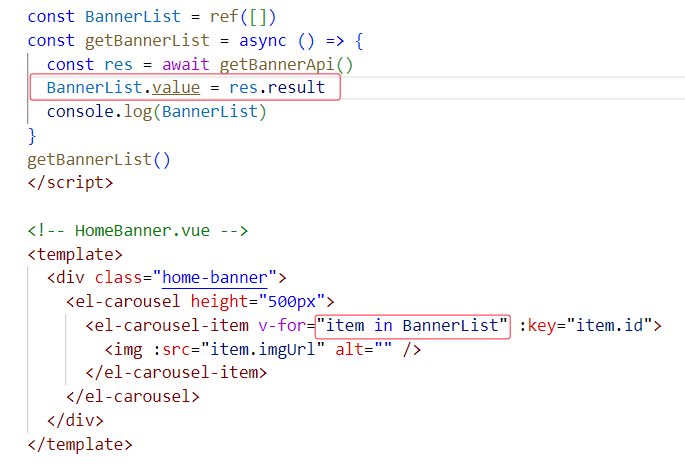 const BannerList = ref([])
const getBannerList = async () => {
const res = await getBannerApi()
BannerList.value = res.result
console.log(BannerList)
}
getBannerList()
</script>
<!-- HomeBanner.vue -->
<template>
<div class="home-banner">
<el-carousel height="500px">
<el-carousel-item v-for="item in BannerList" :key="item.id">
<img :src="item.imgUrl" alt="" />
</el-carousel-item>
</el-carousel>
</div>
</template>